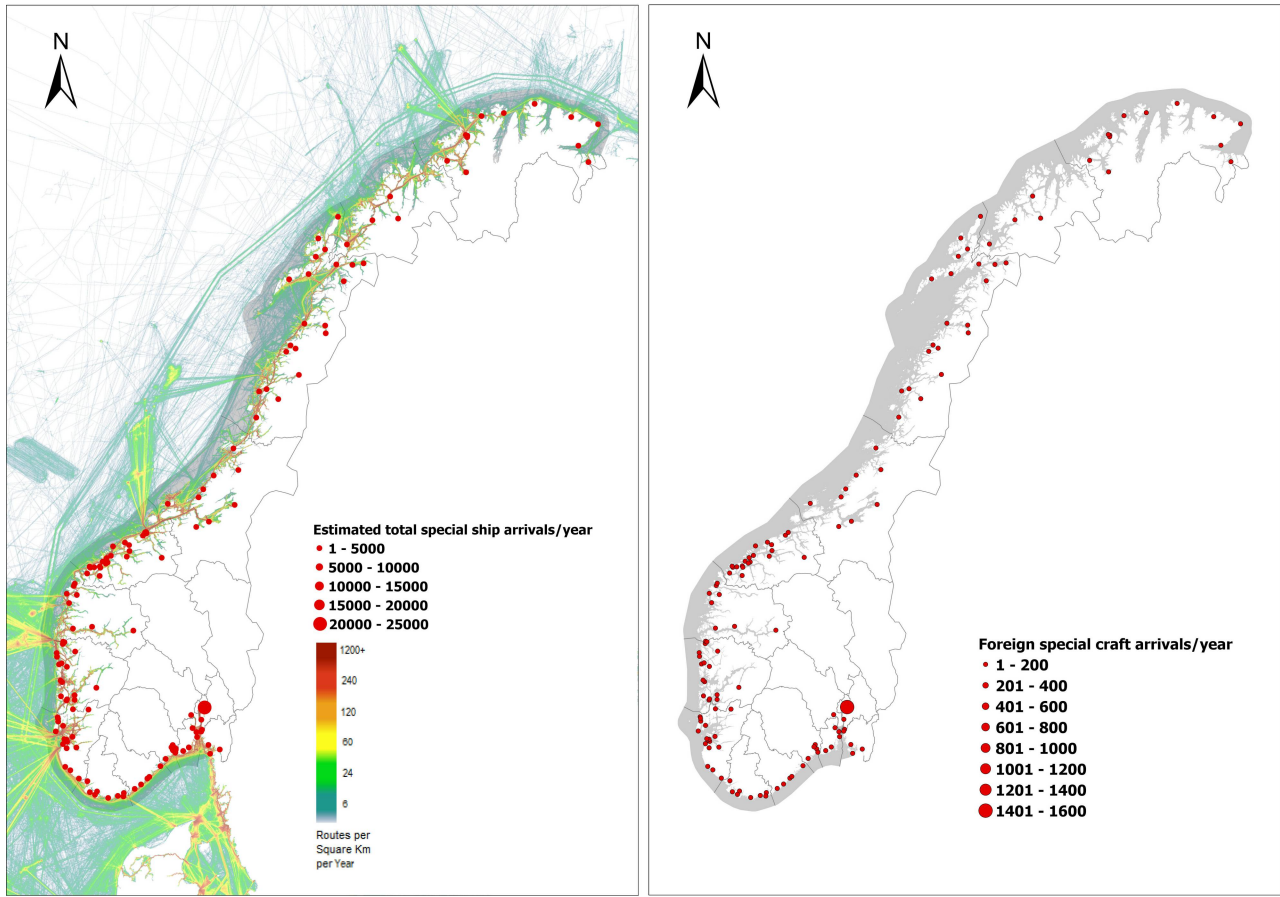 N
Estimated total special ship arrivals/year
1 - 5000
5000 - 10000
10000 - 15000
15000 - 20000
20000 - 25000
1200+
240
120
60
24
6
Routes per
Square Km
per Year
N
Foreign special craft arrivals/year
1 - 200
201 - 400
401 - 600
601 - 800
801 - 1000
1001 - 1200
1201 - 1400
1401 - 1600